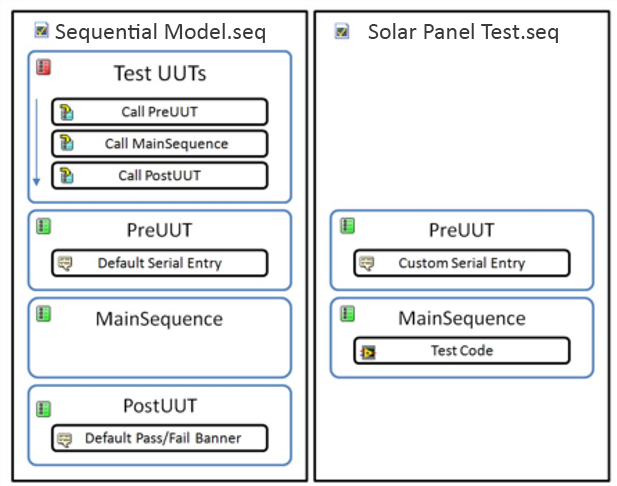 Sequential Model.seq
Test UUTs
Call PreUUT
Call MainSequence
Call PostUUT
PreUUT
Default Serial Entry
MainSequence
PostUUT
Default Pass/Fail Banner
Solar Panel Test.seq
PreUUT
Custom Serial Entry
MainSequence
Test Code